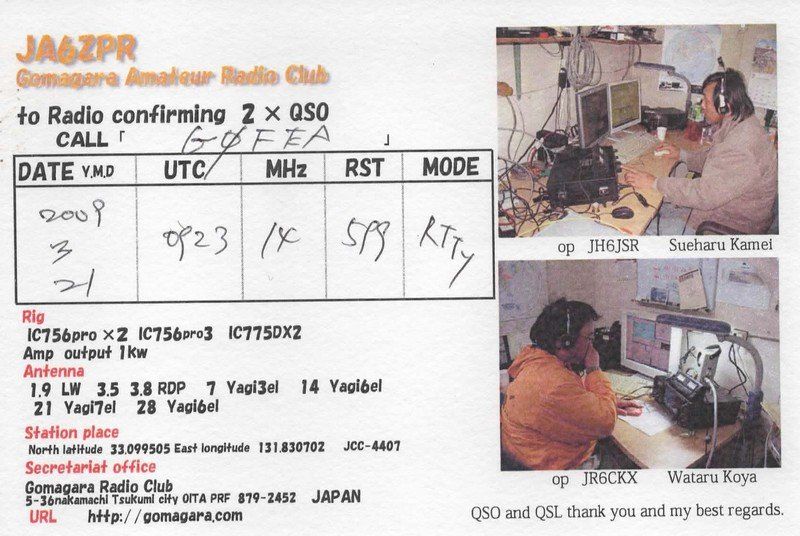 JA6ZPR
Gomagara Amateur Radio Club
to Radio confirming 2 × QSO
CALL「 GØFEA 」
DATE Y.M.D UTC MHz RST MODE
2009 3 21 0923 14 599 RTTY
Rig
IC756pro ×2 IC756pro3 IC775DX2
Amp output 1kw
Antenna
1.9 LW 3.5 3.8 RDP 7 Yagi3el 14 Yagi6el
21 Yagi7el 28 Yagi6el
Station place
North latitude 33.099505 East longitude 131.830702 JCC-4407
Secretariat office
Gomagara Radio Club
5-36nakamachi Tsukumi city OITA PRF 879-2452 JAPAN
URL http://gomagara.com
op JH6JSR Sueharu Kamei
op JR6CKX Wataru Koya
QSO and QSL thank you and my best regards.